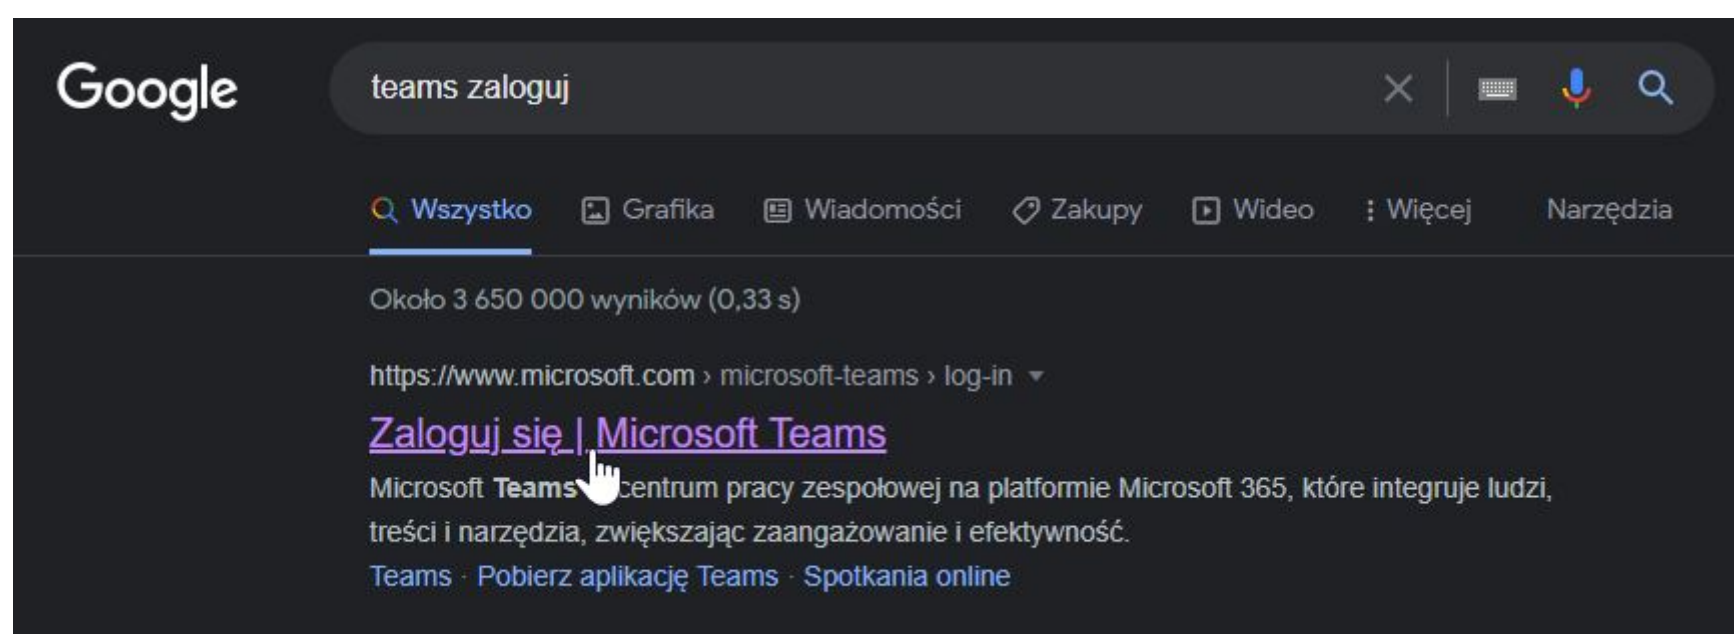 Google
teams zaloguj
Wszystko Grafika Wiadomości Zakupy Wideo Więcej Narzędzia
Około 3 650 000 wyników (0,33 s)
https://www.microsoft.com › microsoft-teams › log-in
Zaloguj się | Microsoft Teams
Microsoft Teams centrum pracy zespołowej na platformie Microsoft 365, które integruje ludzi,
treści i narzędzia, zwiększając zaangażowanie i efektywność.
Teams · Pobierz aplikację Teams · Spotkania online